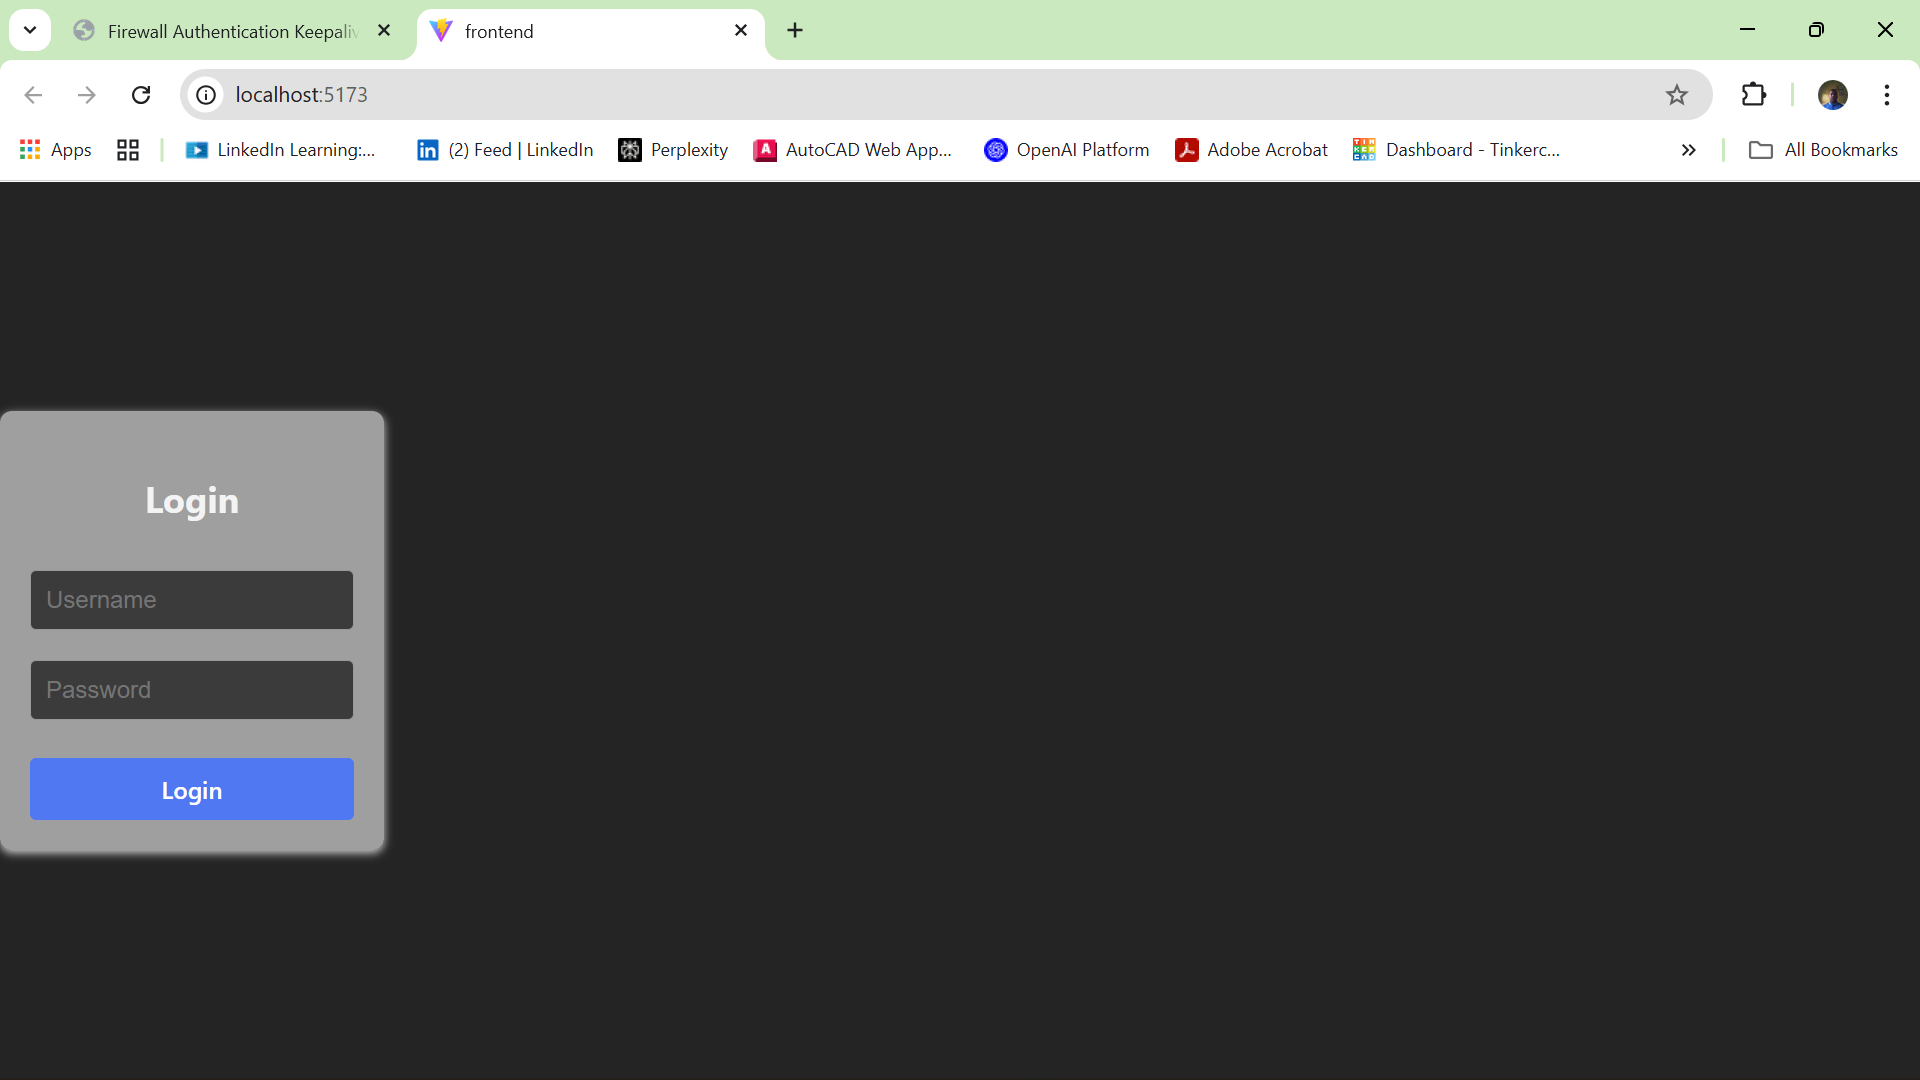 Firewall Authentication Keepaliv
frontend
localhost:5173
Apps
LinkedIn Learning:...
(2) Feed | LinkedIn
Perplexity
AutoCAD Web App...
OpenAI Platform
Adobe Acrobat
Dashboard - Tinkerc...
All Bookmarks
Login
Username
Password
Login